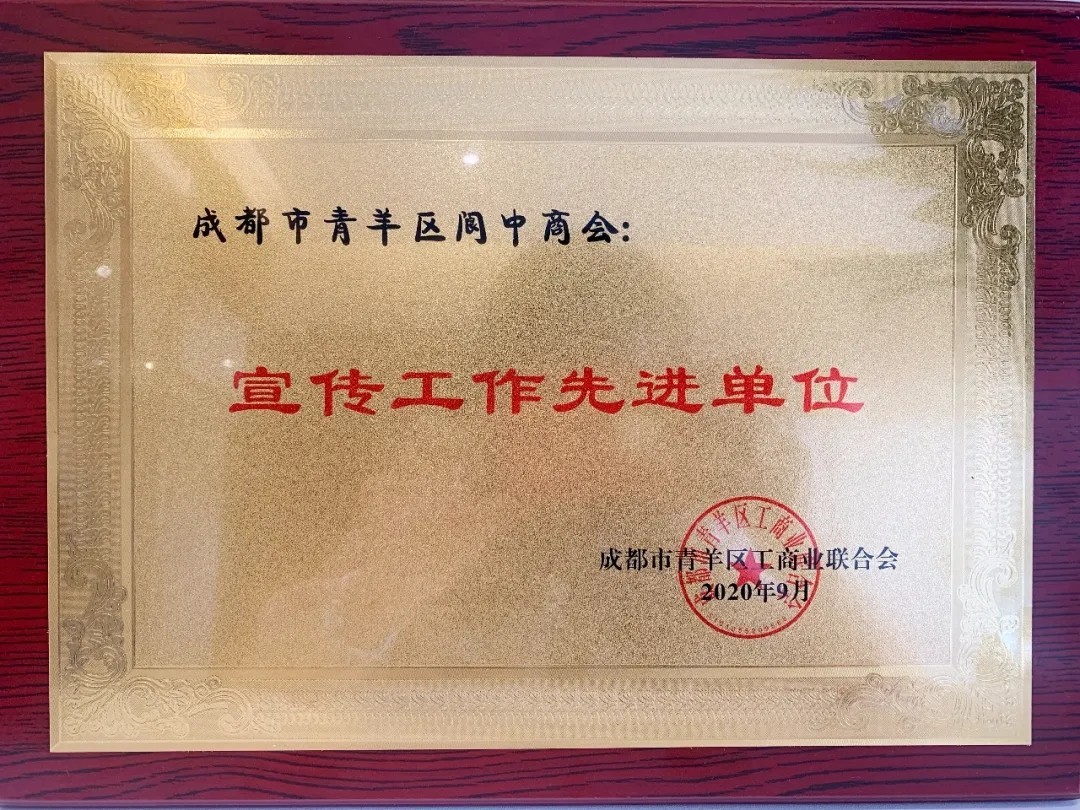 成都市青羊区阆中商会:
宣传工作先进单位
成都市青羊区工商业联合会
2020年9月